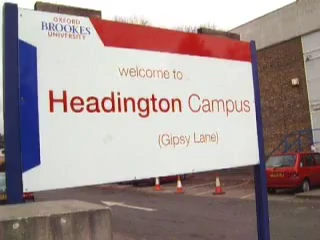 OXFORD
BROOKES
UNIVERSITY
welcome to...
Headington Campus
(Gipsy Lane)